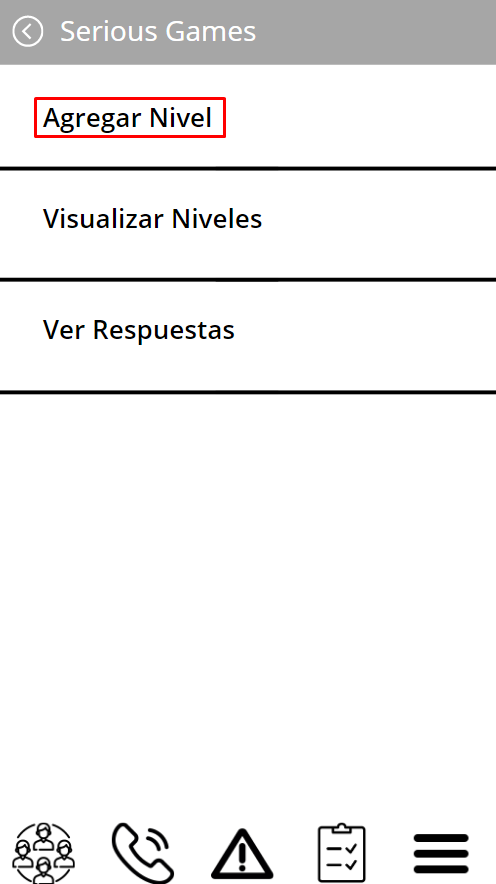 Serious Games
Agregar Nivel
Visualizar Niveles
Ver Respuestas